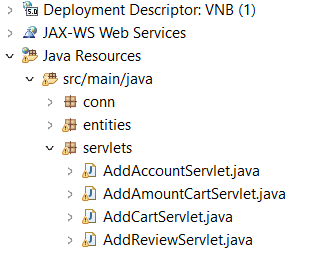 Deployment Descriptor: VNB (1)
JAX-WS Web Services
Java Resources
src/main/java
conn
entities
servlets
AddAccountServlet.java
AddAmountCartServlet.java
AddCartServlet.java
AddReviewServlet.java